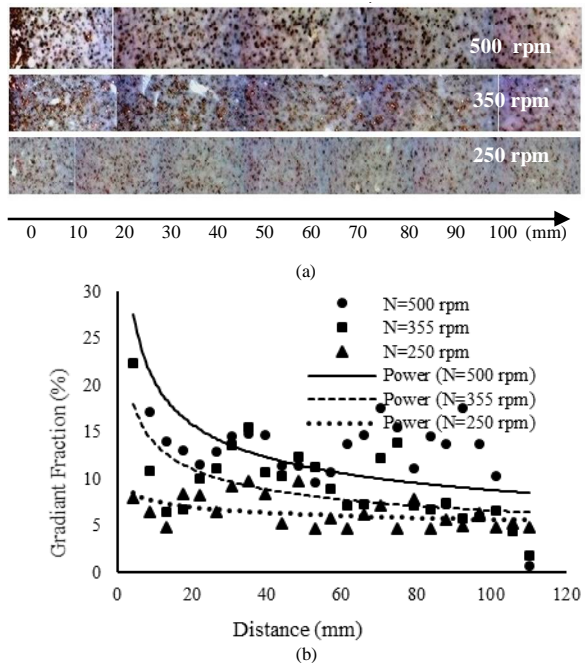 500 rpm
350 rpm
250 rpm
0 10 20 30 40 50 60 70 80 90 100 (mm)
(a)
30
25
20
15
10
5
0
Gradiant Fraction (%)
N=500 rpm
N=355 rpm
N=250 rpm
Power (N=500 rpm)
Power (N=355 rpm)
Power (N=250 rpm)
0 20 40 60 80 100 120
Distance (mm)
(b)